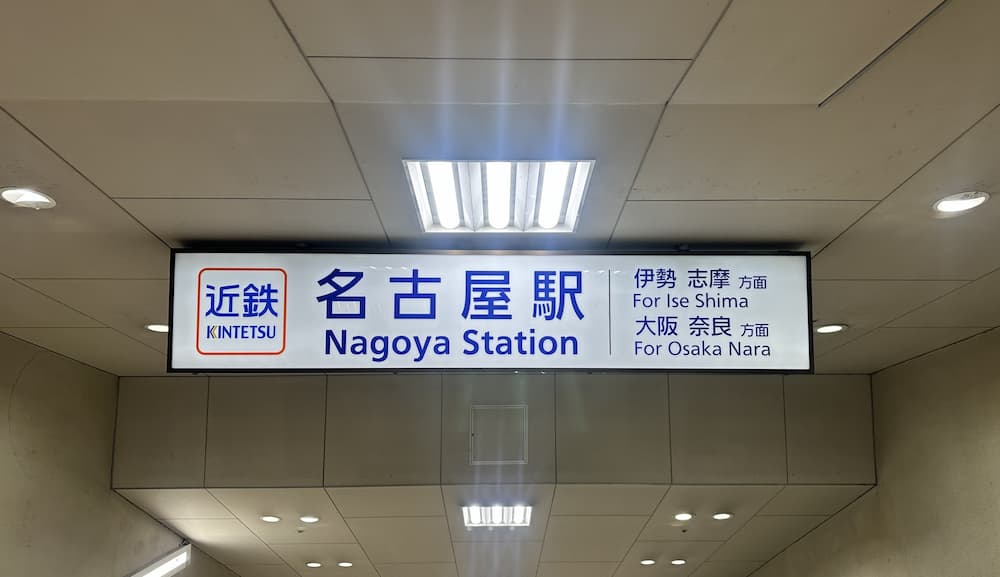 近鉄
KINTETSU
名古屋駅
Nagoya Station
伊勢 志摩 方面
For Ise Shima
大阪 奈良 方面
For Osaka Nara